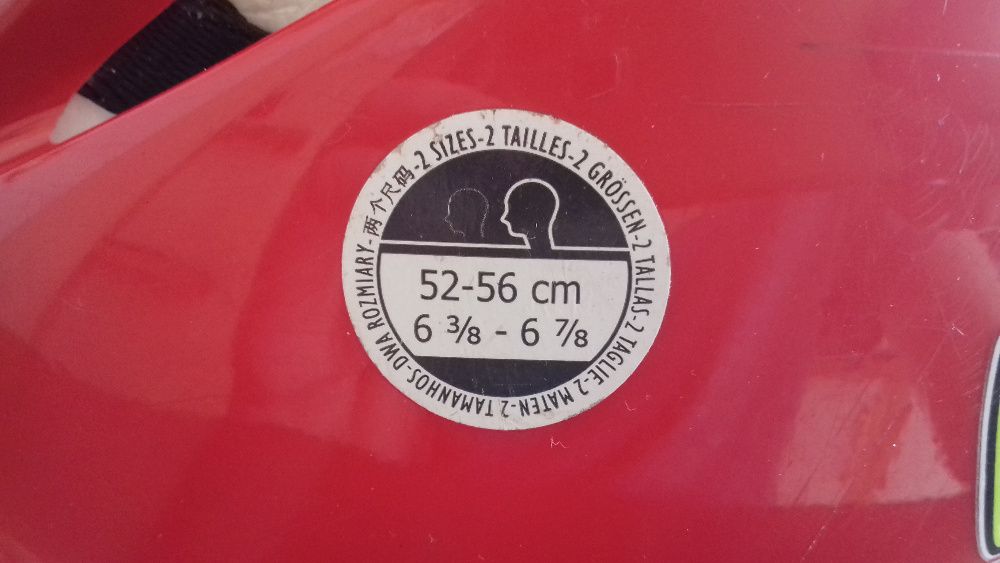 2 SIZES-2 TAILLES-2 GRÖSSEN-2 TALLAS-2 TAGLIE-2 MATEN-2 TAMANHOS-DWA ROZMIARY-两个尺码-
52-56 cm
6 ⅜ - 6 ⅞